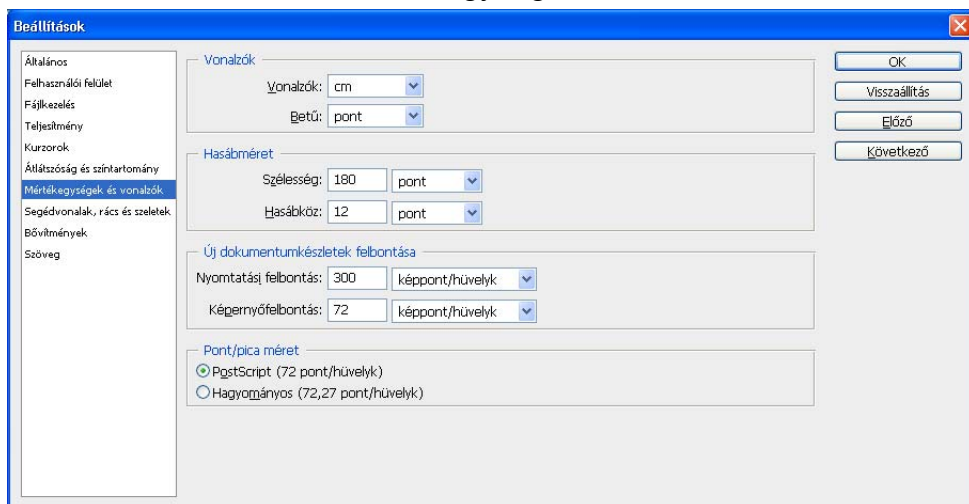 Beállítások
Általános
Felhasználói felület
Fájlkezelés
Teljesítmény
Kurzorok
Átlátszóság és színtartomány
Mértékegységek és vonalzók
Segédvonalak, rács és szeletek
Bővítmények
Szöveg
Vonalzók
Vonalzók: cm
Betű: pont
Hasábméret
Szélesség: 180 pont
Hasábköz: 12 pont
Új dokumentumkészletek felbontása
Nyomtatási felbontás: 300 képpont/hüvelyk
Képernyőfelbontás: 72 képpont/hüvelyk
Pont/pica méret
PostScript (72 pont/hüvelyk)
Hagyományos (72,27 pont/hüvelyk)
OK
Visszaállítás
Előző
Következő